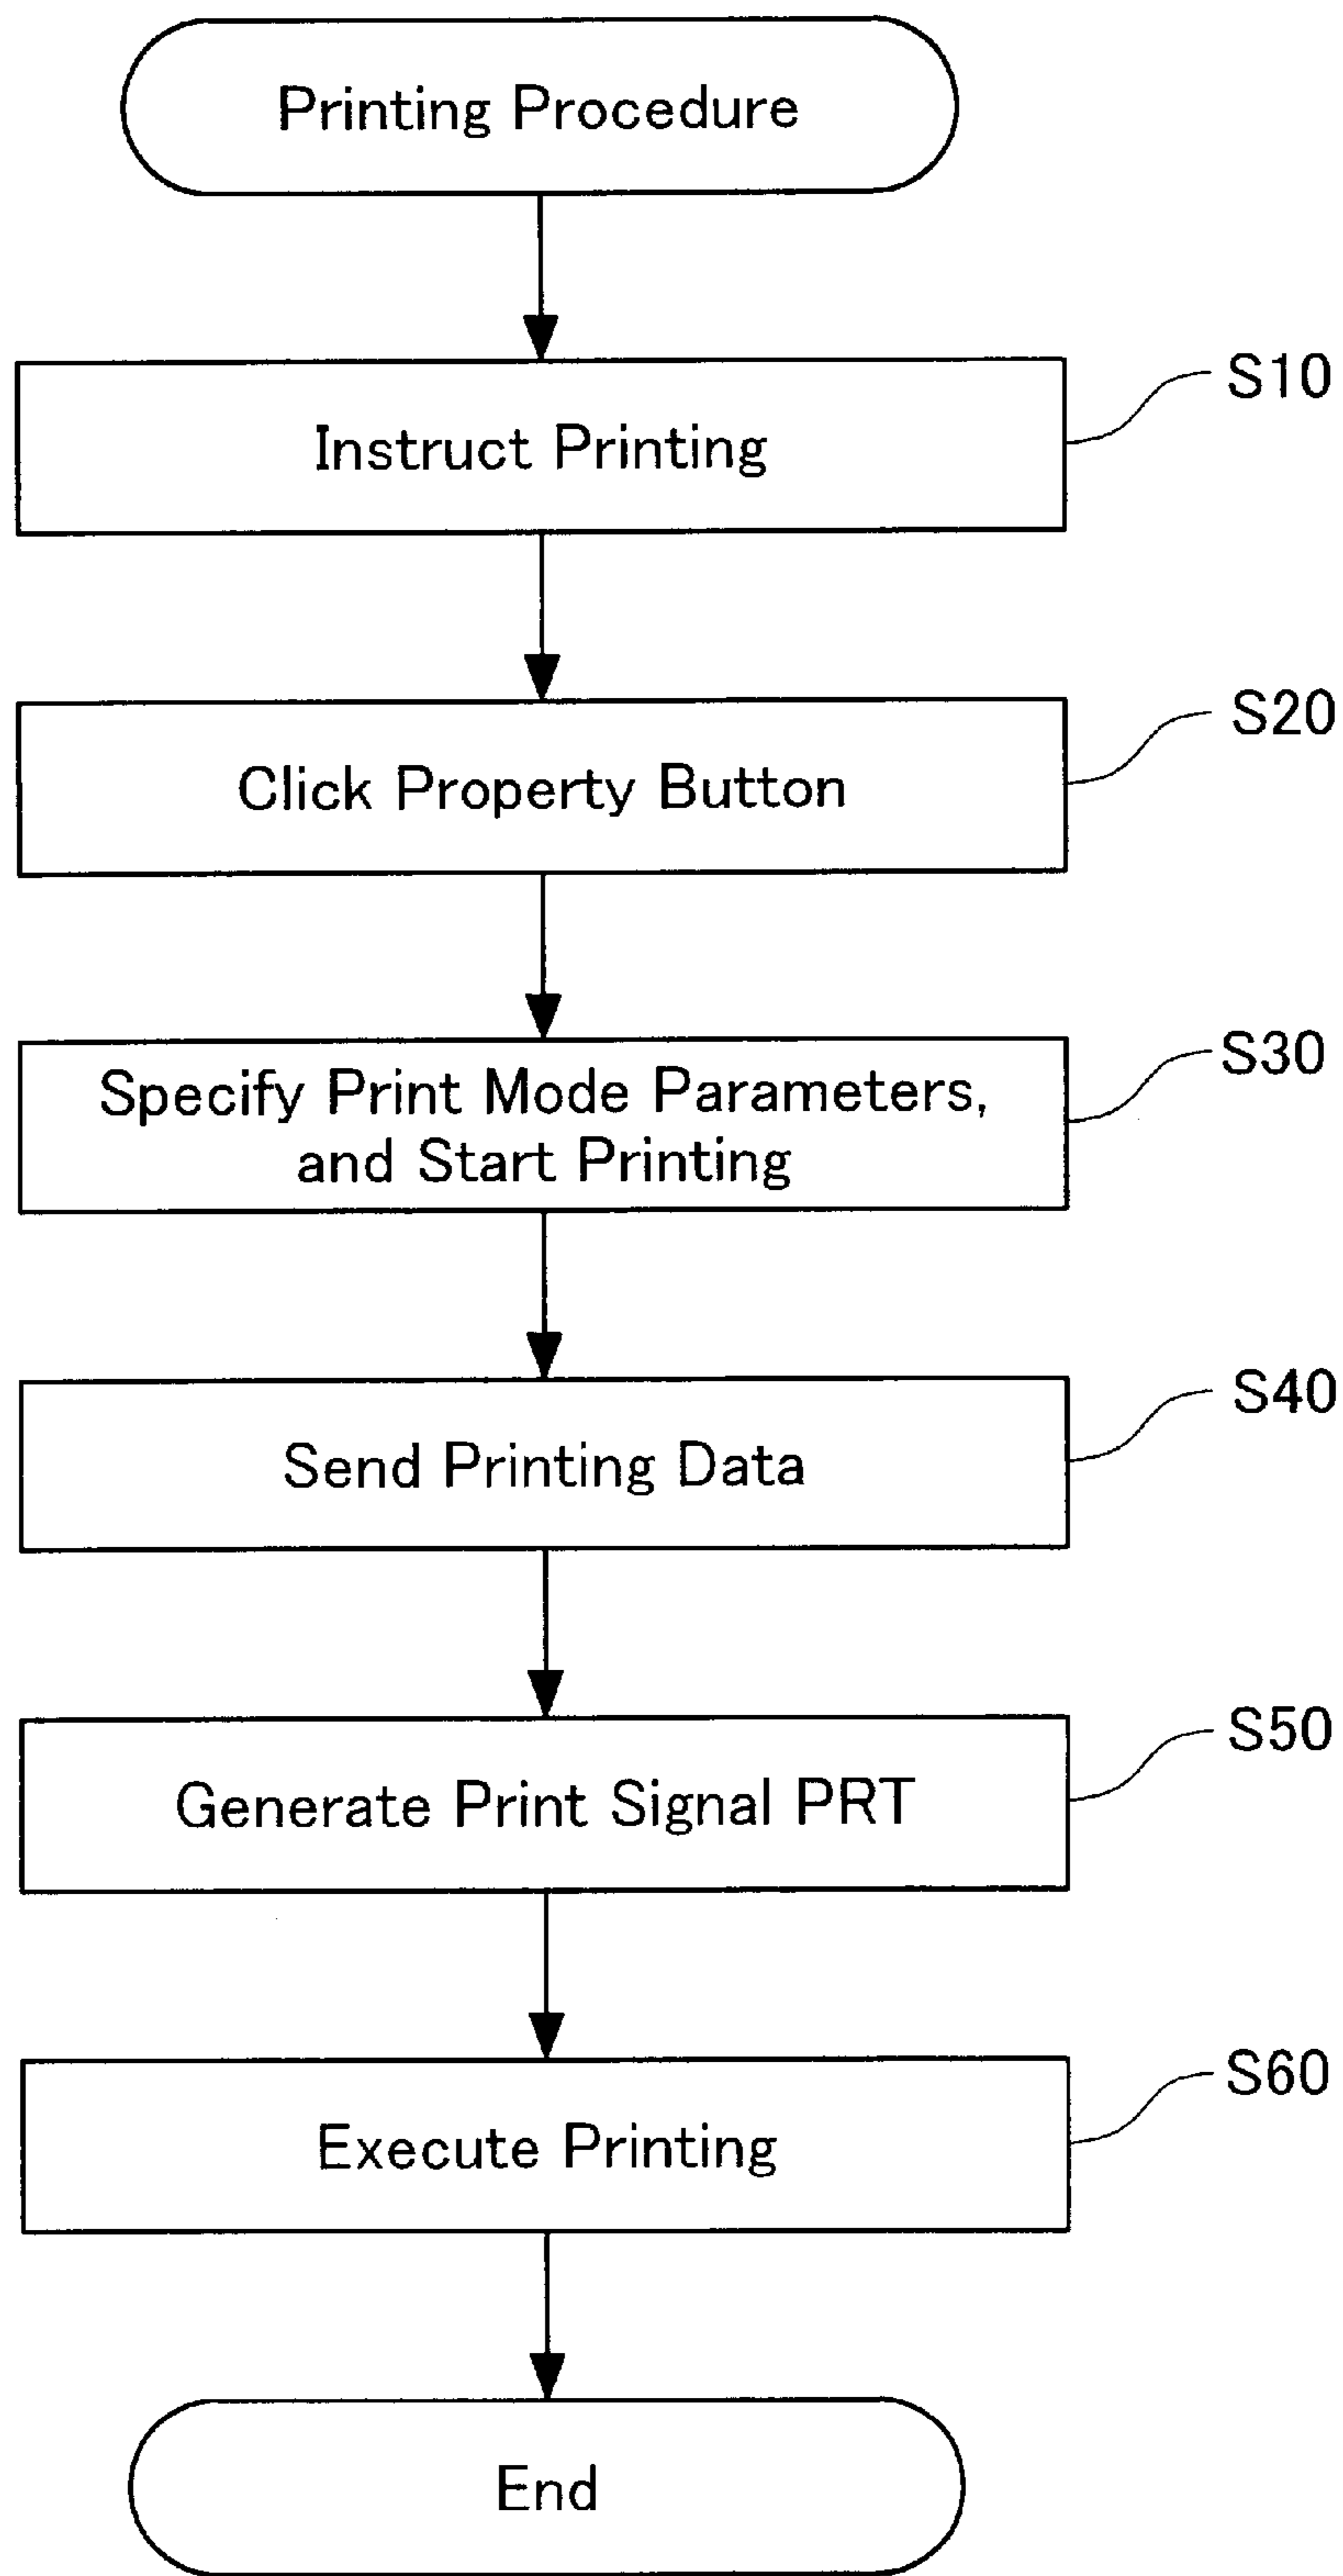 Printing Procedure
S10
Instruct Printing
S20
Click Property Button
S30
Specify Print Mode Parameters,
and Start Printing
S40
Send Printing Data
S50
Generate Print Signal PRT
S60
Execute Printing
End